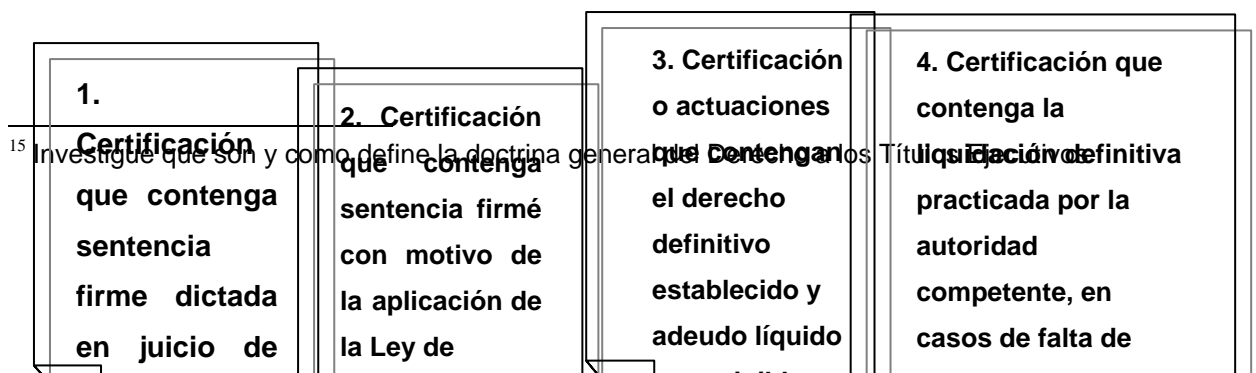 1.
Certificación
que contenga
sentencia
firme dictada
en juicio de
2. Certificación
que contenga
sentencia firmé
con motivo de
la aplicación de
la Ley de
3. Certificación
o actuaciones
que contengan
el derecho
definitivo
establecido y
adeudo líquido
4. Certificación que
contenga la
liquidación definitiva
practicada por la
autoridad
competente, en
casos de falta de
15 Investigue que son y como define la doctrina general del Derecho a los Títulos Ejecutivos